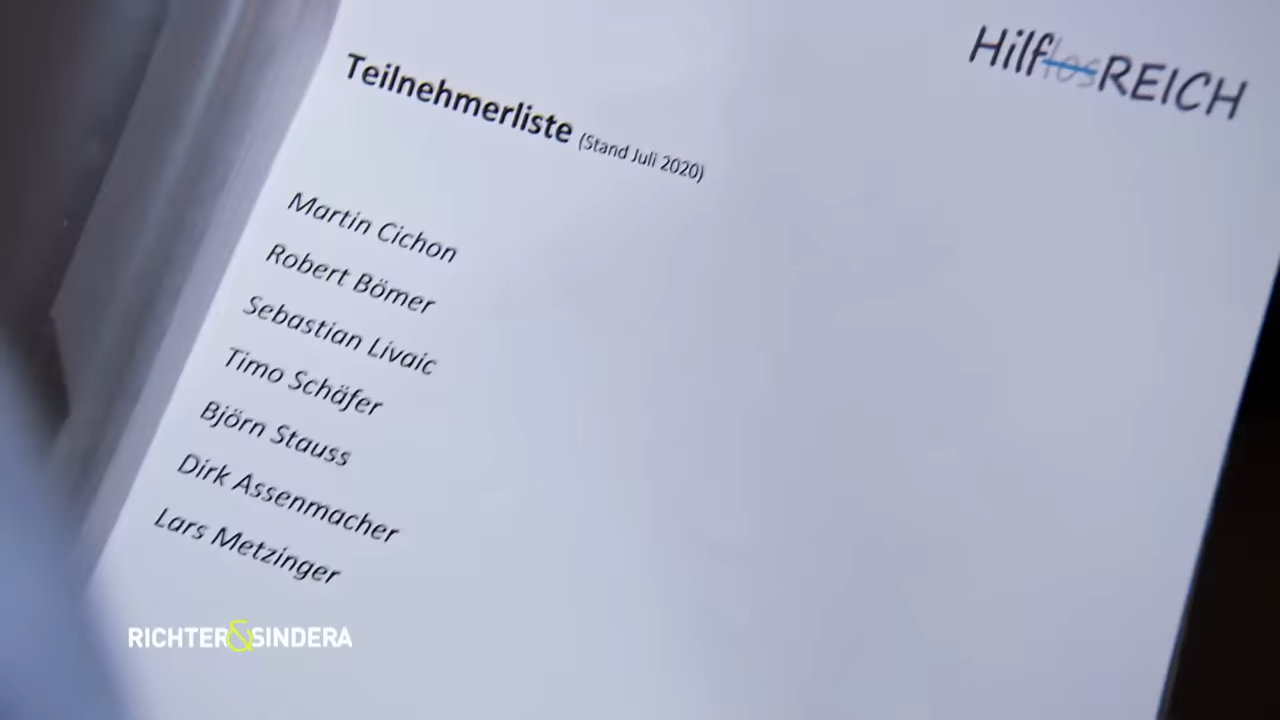 HilflosREICH
Teilnehmerliste (Stand Juli 2020)
Martin Cichon
Robert Bömer
Sebastian Livaic
Timo Schäfer
Björn Stauss
Dirk Assenmacher
Lars Metzinger
RICHTER&SINDERA